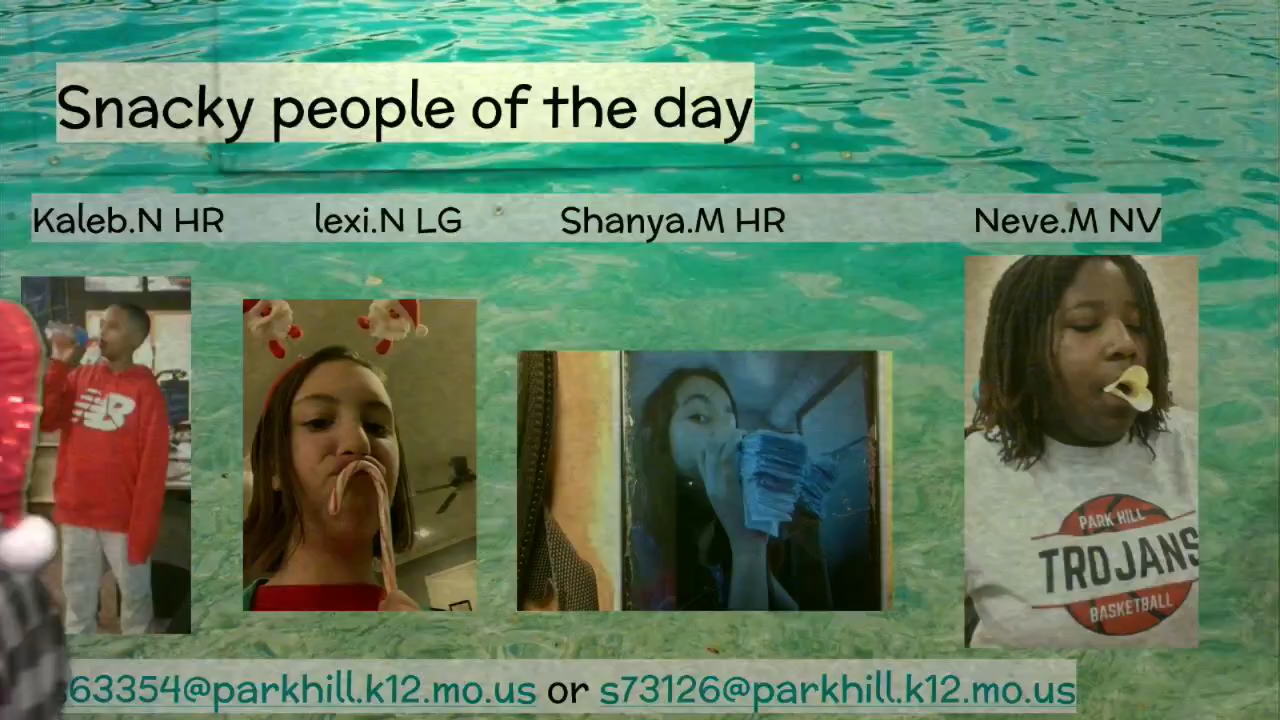 Snacky people of the day
Kaleb.N HR lexi.N LG Shanya.M HR Neve.M NV
PARK HILL
TROJANS
BASKETBALL
63354@parkhill.k12.mo.us or s73126@parkhill.k12.mo.us